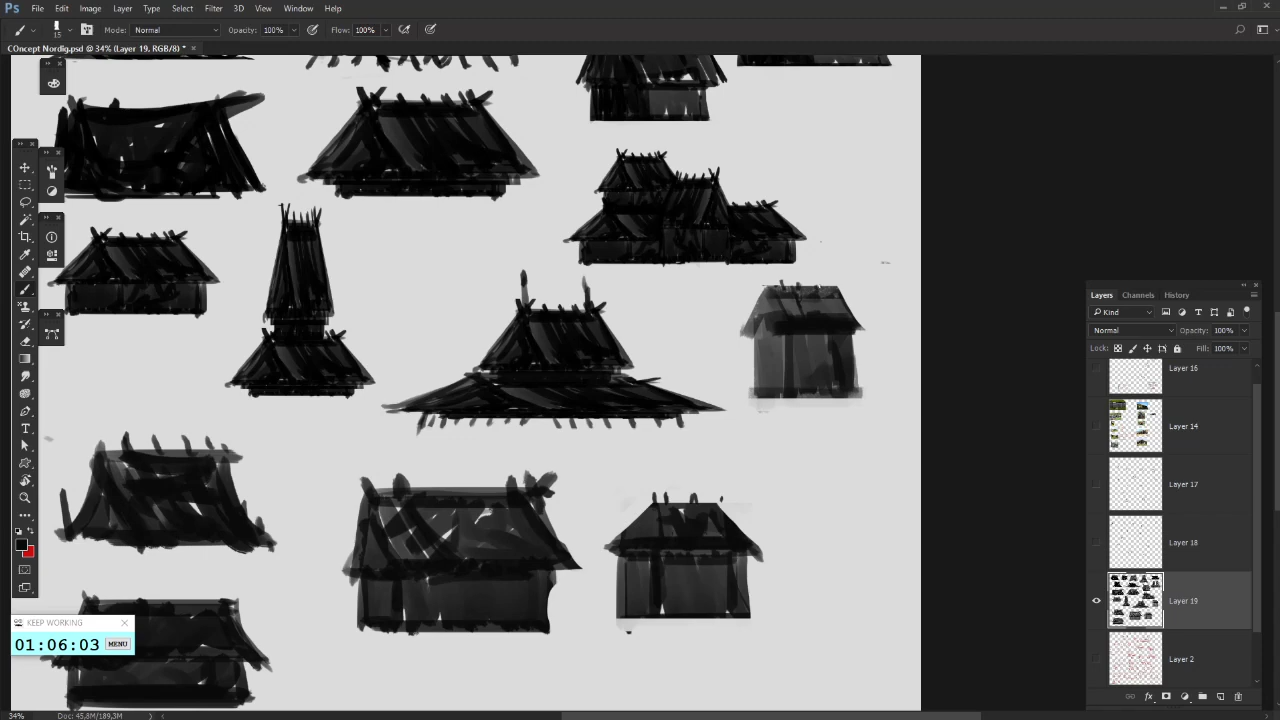 Ps File Edit Image Layer Type Select Filter 3D View Window Help
15 Mode: Normal Opacity: 100% Flow: 100%
COncept Nordig.psd @ 34% (Layer 19, RGB/8) * ×
Layers Channels History
Kind
Normal Opacity: 100%
Lock: Fill: 100%
Layer 16
Layer 14
Layer 17
Layer 18
Layer 19
Layer 2
KEEP WORKING
01:06:03 MENU
34% Doc: 45,8M/189,3M